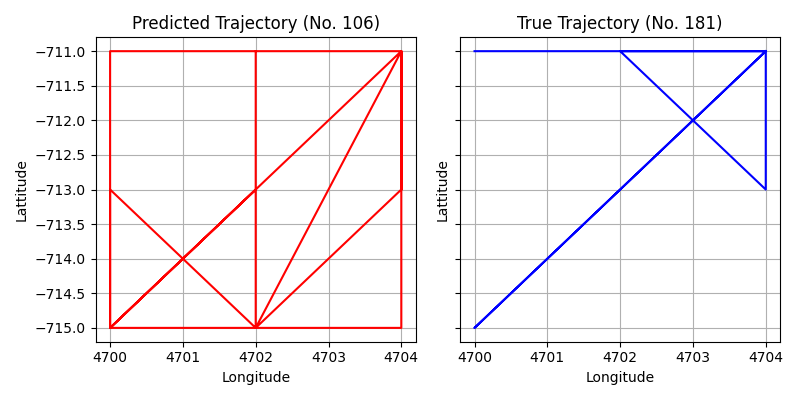 Predicted Trajectory (No. 106)
True Trajectory (No. 181)
Lattitude
−711.0
−711.5
−712.0
−712.5
−713.0
−713.5
−714.0
−714.5
−715.0
4700 4701 4702 4703 4704
Longitude
Lattitude
4700 4701 4702 4703 4704
Longitude